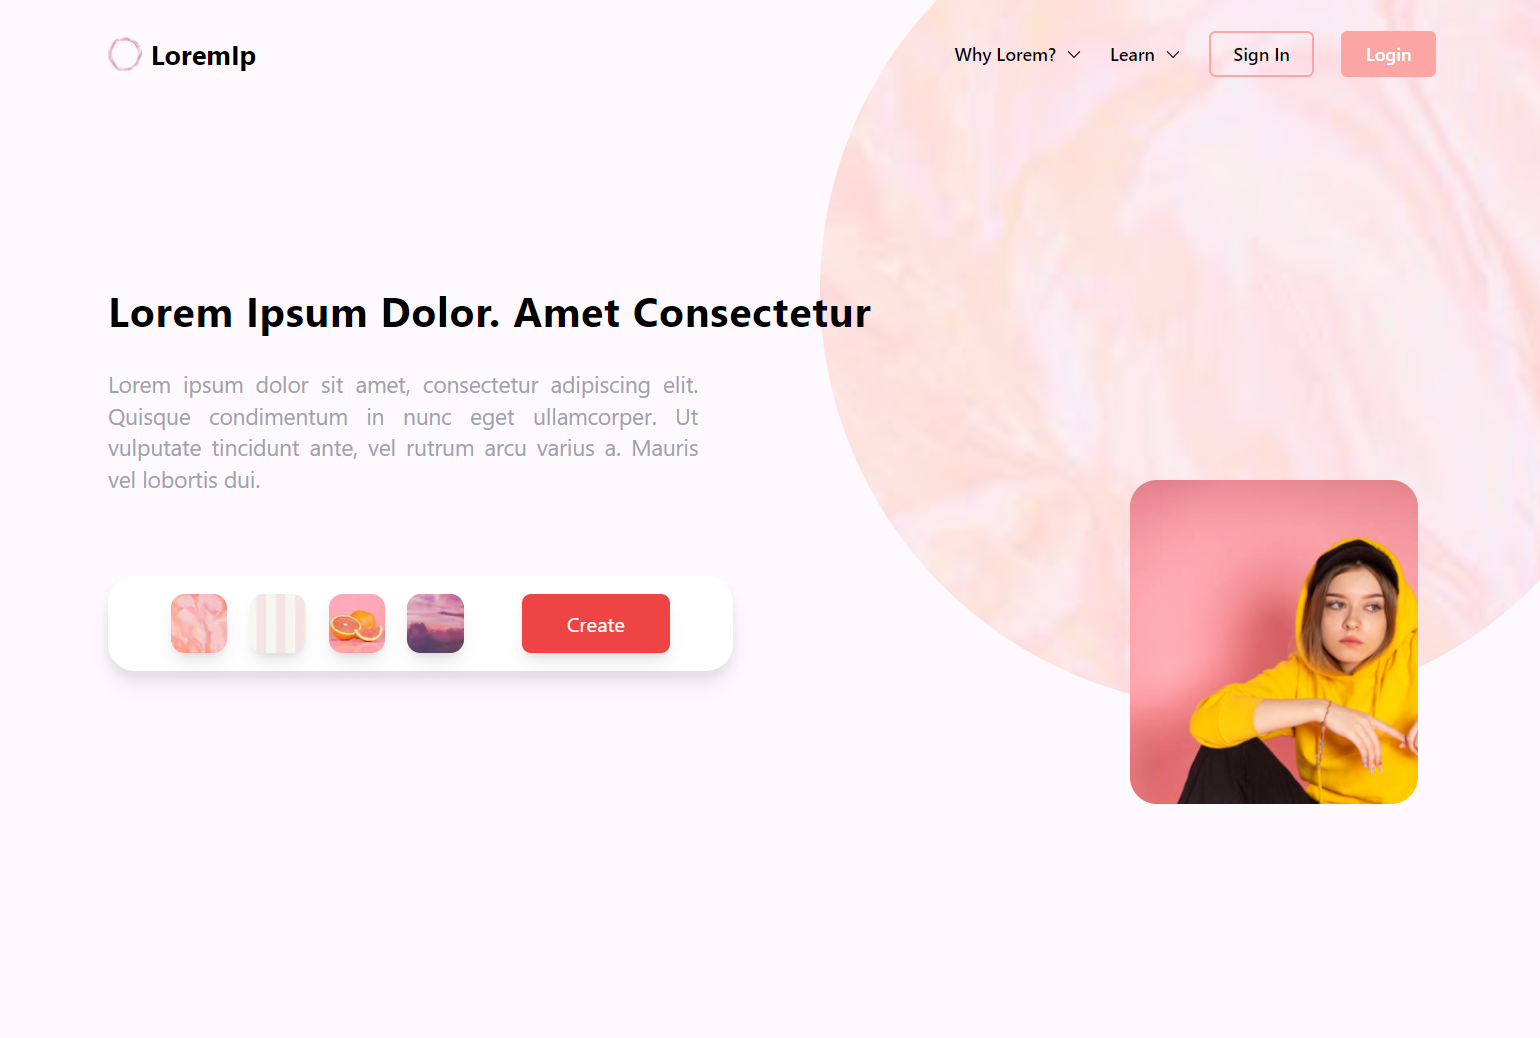 LoremIp
Why Lorem?
Learn
Sign In
Login
Lorem Ipsum Dolor. Amet Consectetur
Lorem ipsum dolor sit amet, consectetur adipiscing elit.
Quisque condimentum in nunc eget ullamcorper. Ut
vulputate tincidunt ante, vel rutrum arcu varius a. Mauris
vel lobortis dui.
Create